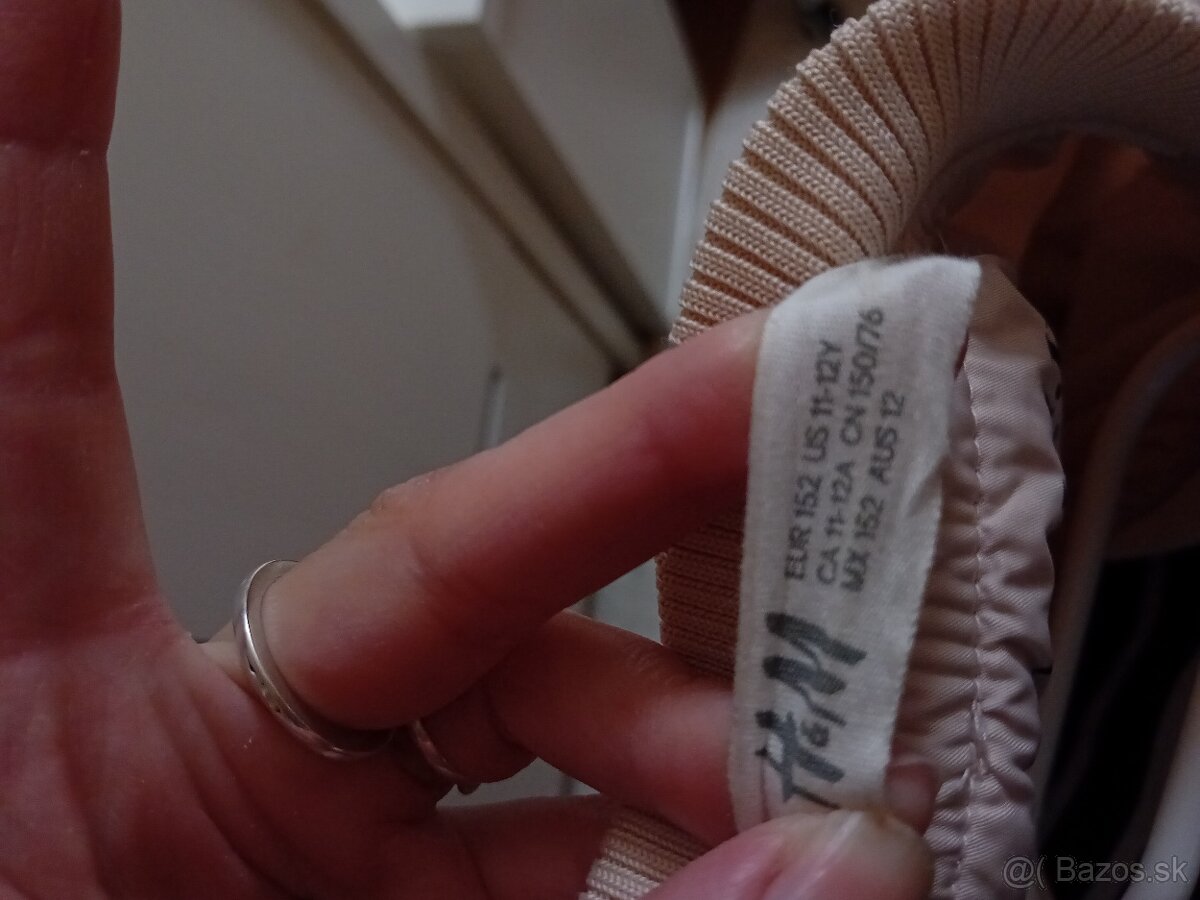 EUR 152 US 11-12Y
CA 11-12A CN 150/76
MX 152 AUS 12
H&M
@( Bazos.sk